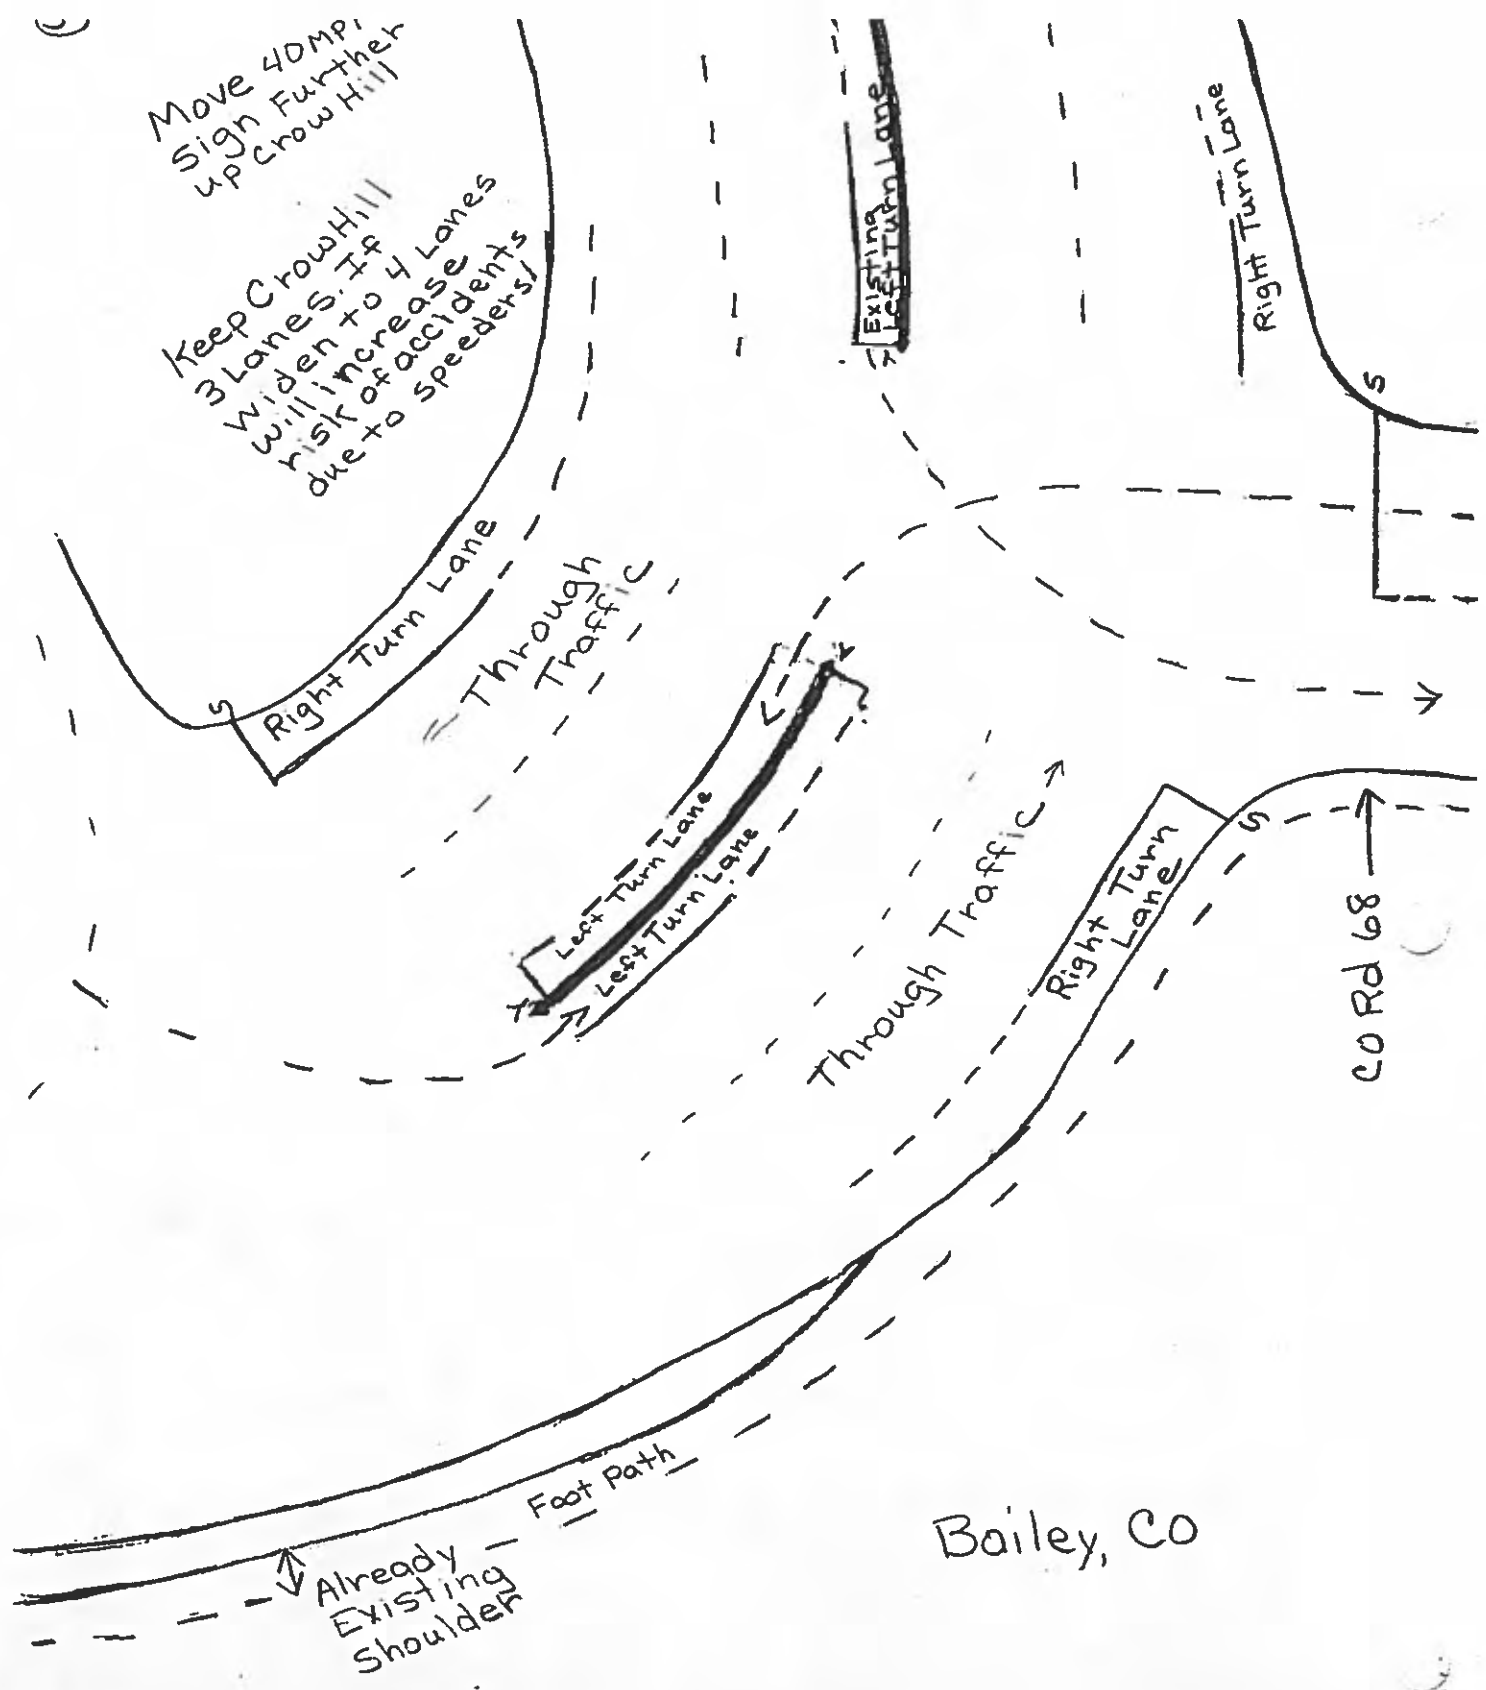 Move 40 MPH
Sign Further
up Crow Hill
Keep Crow Hill
3 Lanes. If
widen to 4 Lanes
will increase
risk of accidents
due to speeders!
Existing
Left Turn Lane
Right Turn Lane
S
Right Turn Lane
S
Through
Traffic
Y
Left Turn Lane
Left Turn Lane
Y
Through Traffic
Right Turn
Lane
S
CO Rd 68
Foot Path
Already
Existing
Shoulder
Bailey, CO